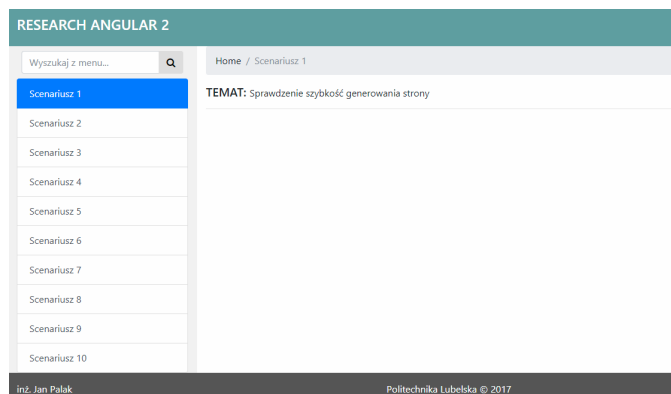 RESEARCH ANGULAR 2
Wyszukaj z menu...
Home / Scenariusz 1
Scenariusz 1
TEMAT: Sprawdzenie szybkość generowania strony
Scenariusz 2
Scenariusz 3
Scenariusz 4
Scenariusz 5
Scenariusz 6
Scenariusz 7
Scenariusz 8
Scenariusz 9
Scenariusz 10
inż. Jan Palak
Politechnika Lubelska © 2017